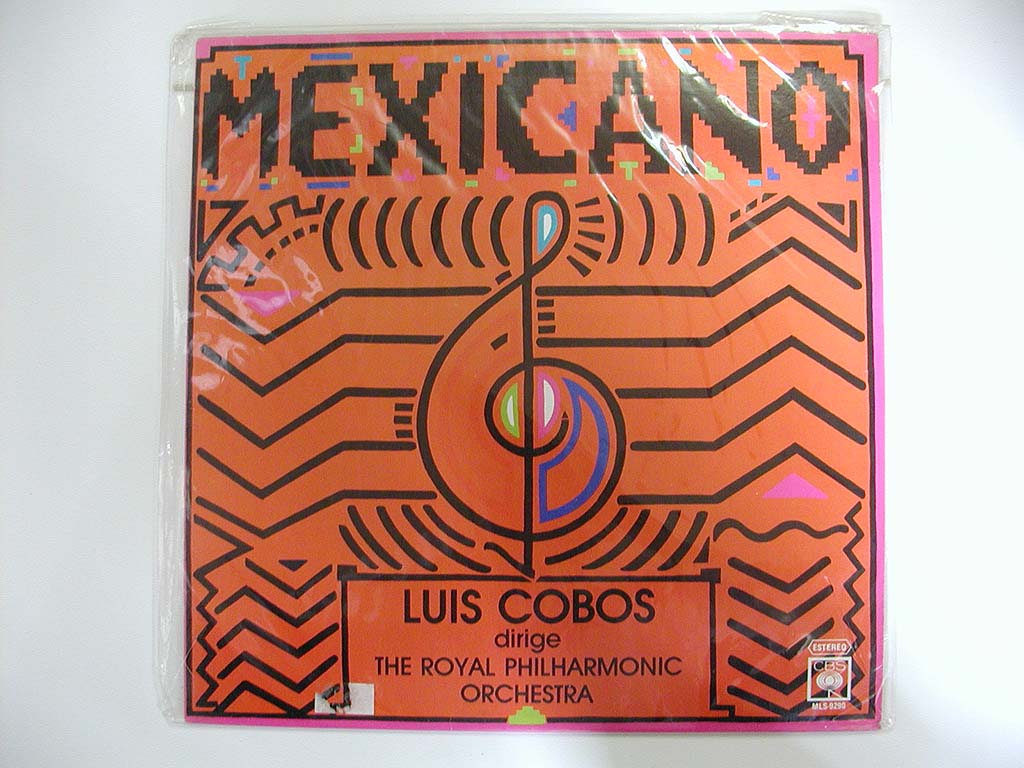 MEXICANO
LUIS COBOS
dirige
THE ROYAL PHILHARMONIC
ORCHESTRA
ESTEREO
CBS
MLS-9290